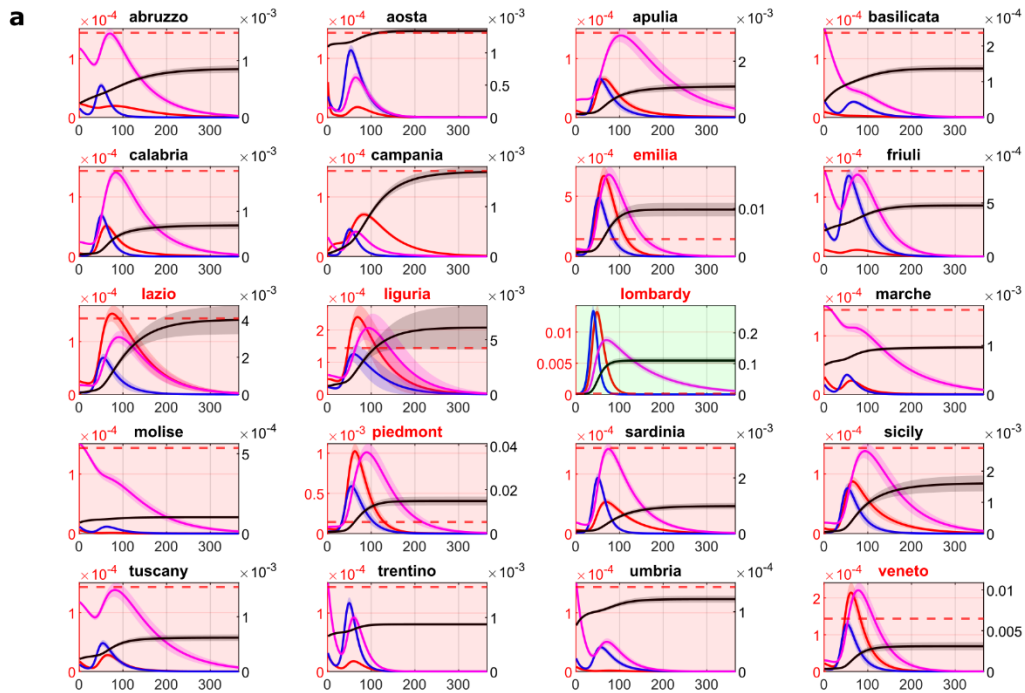 a
abruzzo aosta apulia basilicata
×10⁻⁴ ×10⁻³ ×10⁻⁴ ×10⁻³ ×10⁻⁴ ×10⁻³ ×10⁻⁴ ×10⁻⁴
1 1 1 1 1 2 1 2
0.5 1
0 0 0 0 0 0 0 0
0 100 200 300 0 100 200 300 0 100 200 300 0 100 200 300
calabria campania emilia friuli
×10⁻⁴ ×10⁻³ ×10⁻⁴ ×10⁻³ ×10⁻⁴ ×10⁻⁴ ×10⁻⁴
1 1 1 1 5 0.01 1 5
0 0 0 0 0 0 0
0 100 200 300 0 100 200 300 0 100 200 300 0 100 200 300
lazio liguria lombardy marche
×10⁻⁴ ×10⁻³ ×10⁻⁴ ×10⁻³ ×10⁻⁴ ×10⁻³
1 4 2 5 0.01 0.2 1 1
2 1 0.005 0.1
0 0 0 0 0 0 0 0
0 100 200 300 0 100 200 300 0 100 200 300 0 100 200 300
molise piedmont sardinia sicily
×10⁻⁴ ×10⁻⁴ ×10⁻³ 0.04 ×10⁻⁴ ×10⁻³ ×10⁻⁴ ×10⁻³
1 5 1 0.02 1 2 1 2
0.5 1 1
0 0 0 0 0 0 0 0
0 100 200 300 0 100 200 300 0 100 200 300 0 100 200 300
tuscany trentino umbria veneto
×10⁻⁴ ×10⁻³ ×10⁻⁴ ×10⁻³ ×10⁻⁴ ×10⁻⁴ ×10⁻⁴ 0.01
1 1 1 1 1 1 2 0.005
1
0 0 0 0 0 0 0 0
0 100 200 300 0 100 200 300 0 100 200 300 0 100 200 300